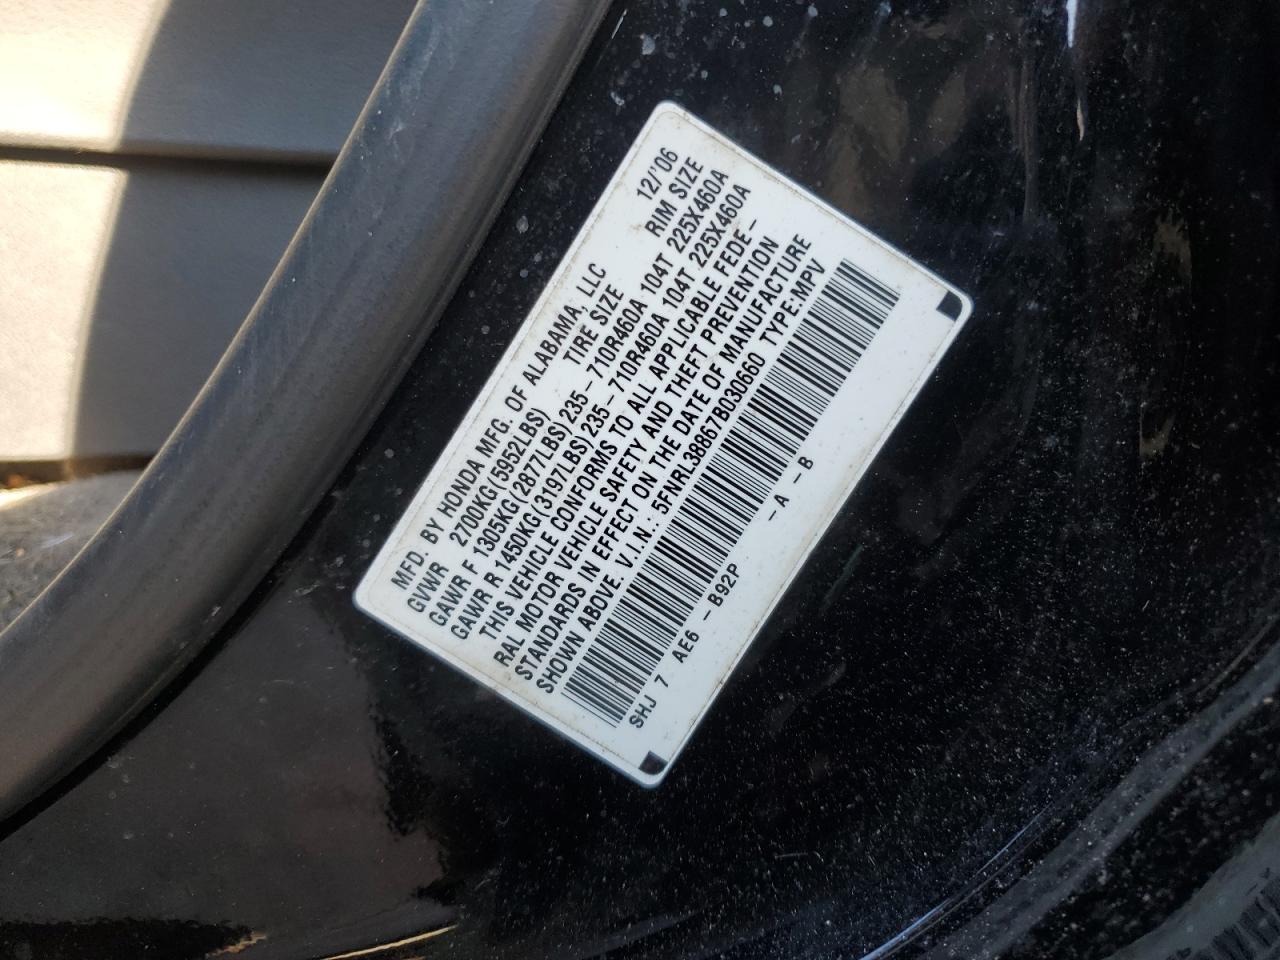 MFD. BY HONDA MFG. OF ALABAMA, LLC 12/'06
GVWR 2700KG(5952LBS) TIRE SIZE RIM SIZE
GAWR F 1305KG(2877LBS)235-710R460A 104T 225X460A
GAWR R 1450KG(3197LBS)235-710R460A 104T 225X460A
THIS VEHICLE CONFORMS TO ALL APPLICABLE FEDE-
RAL MOTOR VEHICLE SAFETY AND THEFT PREVENTION
STANDARDS IN EFFECT ON THE DATE OF MANUFACTURE
SHOWN ABOVE. V.I.N.: 5FNRL38867B030660 TYPE:MPV
SHJ 7 AE6 -B92P -A -B